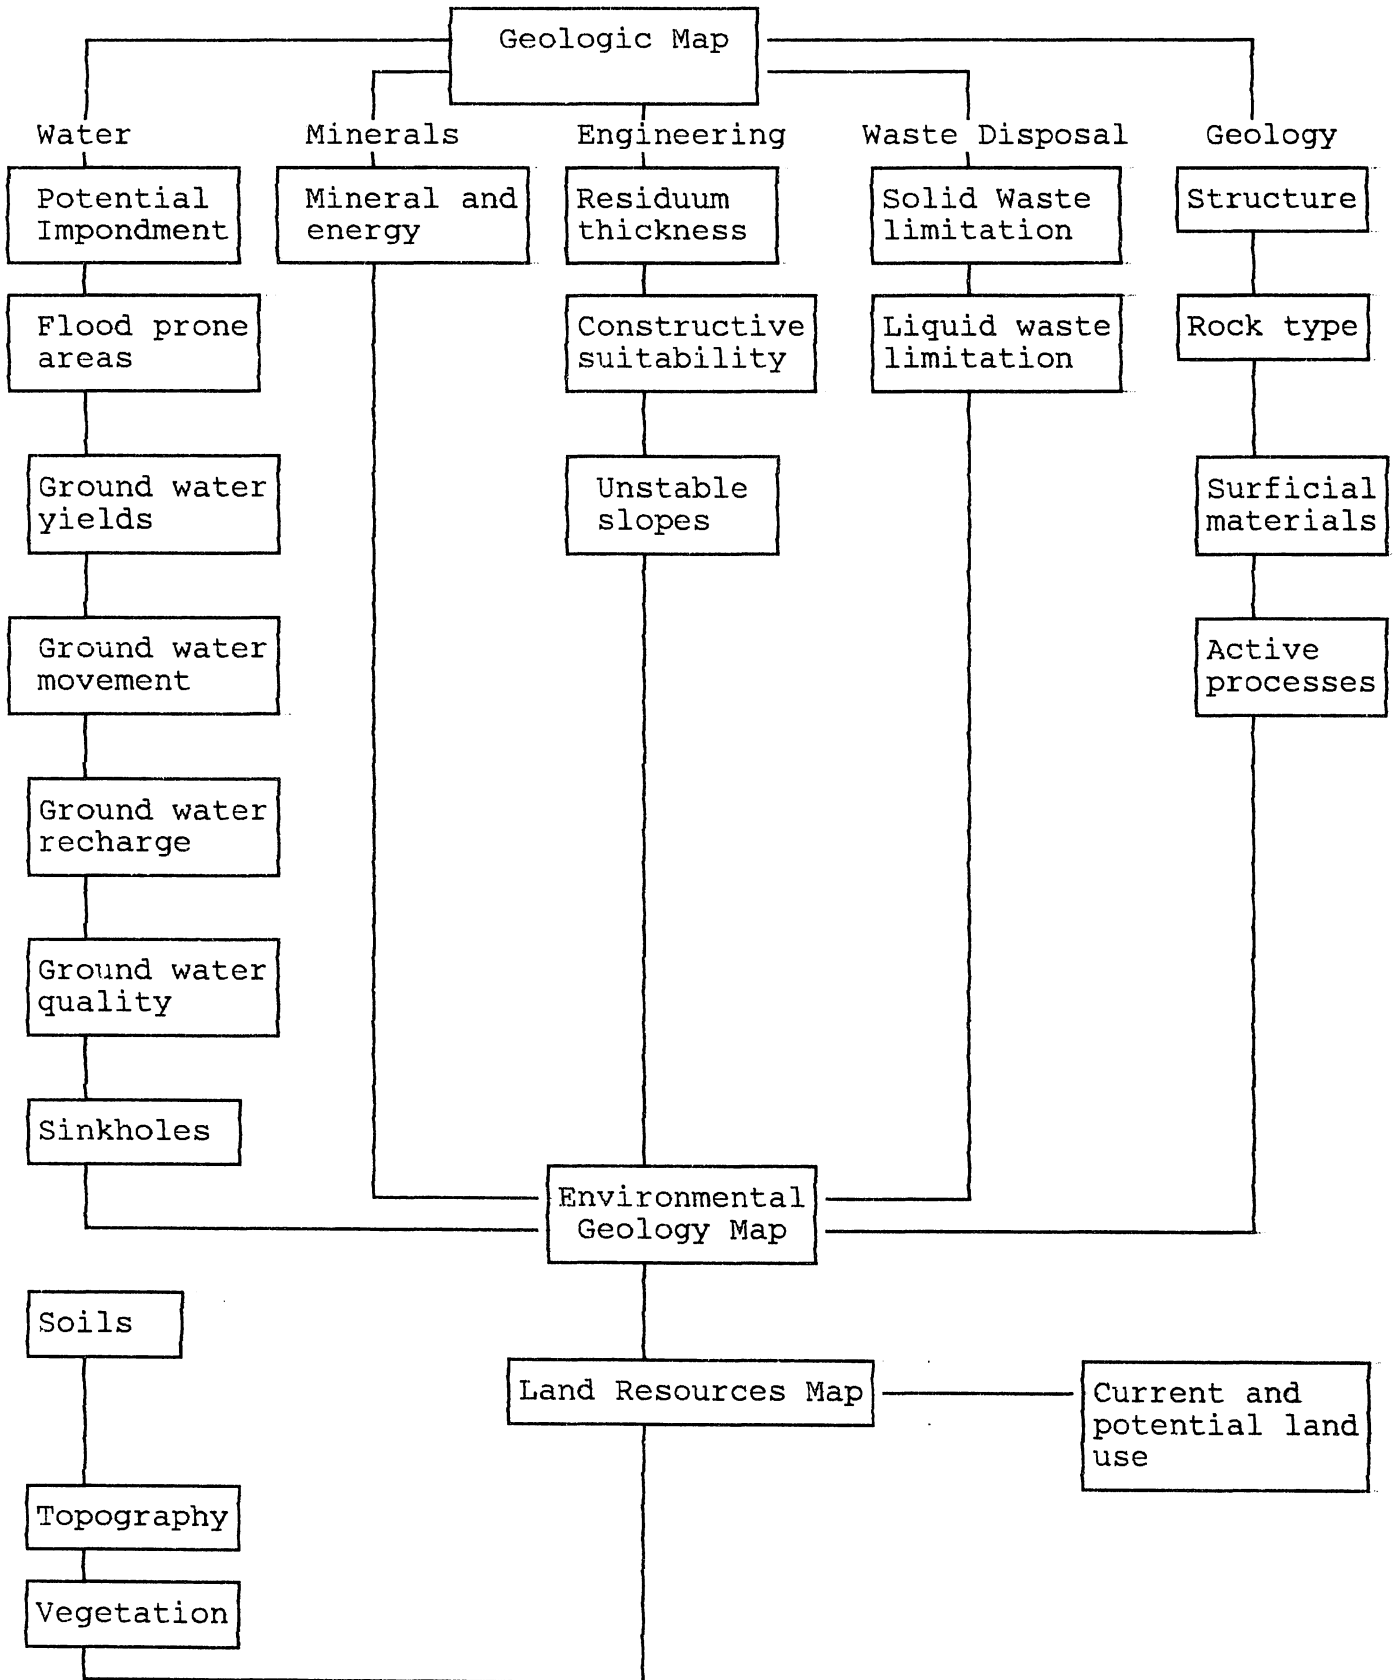 Geologic Map
Water
Minerals
Engineering
Waste Disposal
Geology
Potential
Impondment
Flood prone
areas
Ground water
yields
Ground water
movement
Ground water
recharge
Ground water
quality
Sinkholes
Mineral and
energy
Residuum
thickness
Constructive
suitability
Unstable
slopes
Solid Waste
limitation
Liquid waste
limitation
Structure
Rock type
Surficial
materials
Active
processes
Environmental
Geology Map
Soils
Topography
Vegetation
Land Resources Map
Current and
potential land
use